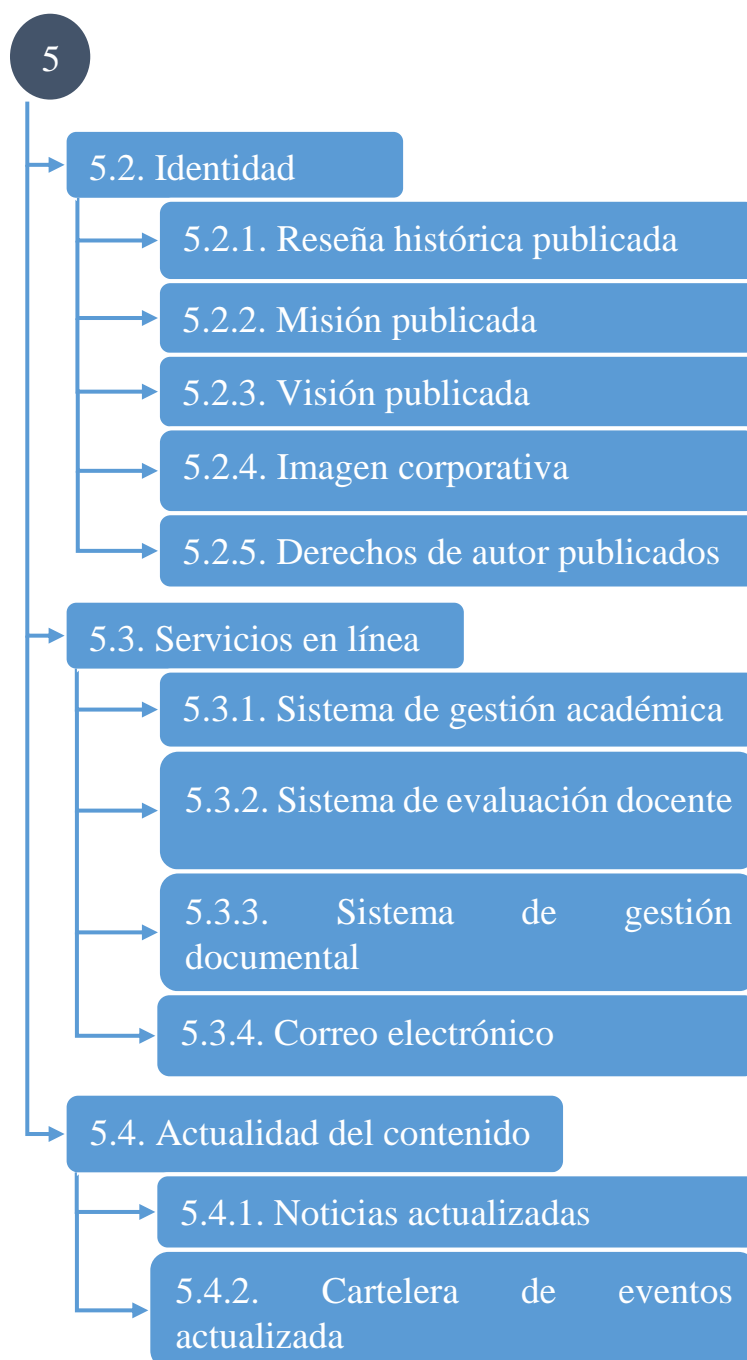 5
5.2. Identidad
5.2.1. Reseña histórica publicada
5.2.2. Misión publicada
5.2.3. Visión publicada
5.2.4. Imagen corporativa
5.2.5. Derechos de autor publicados
5.3. Servicios en línea
5.3.1. Sistema de gestión académica
5.3.2. Sistema de evaluación docente
5.3.3. Sistema de gestión
documental
5.3.4. Correo electrónico
5.4. Actualidad del contenido
5.4.1. Noticias actualizadas
5.4.2. Cartelera de eventos
actualizada